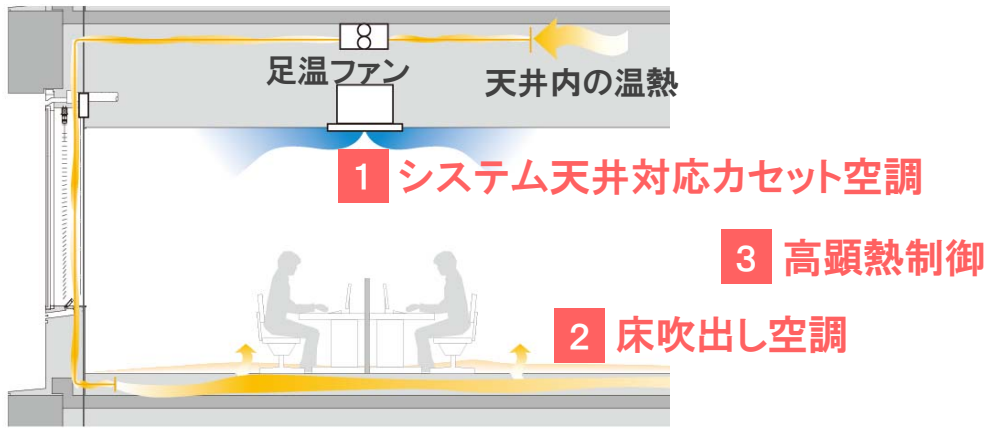 足温ファン
天井内の温熱
1 システム天井対応カセット空調
3 高顕熱制御
2 床吹出し空調